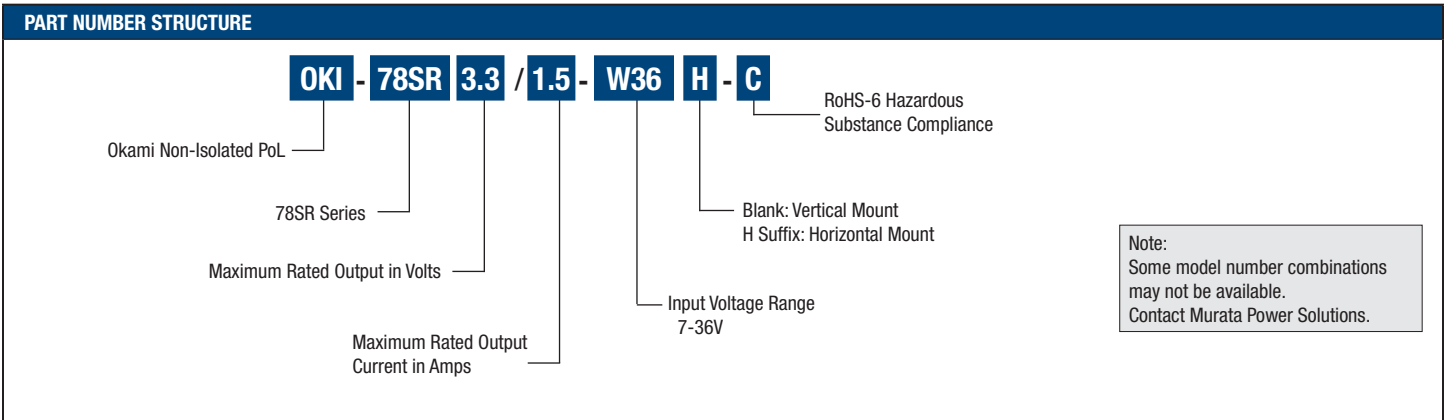 PART NUMBER STRUCTURE
OKI - 78SR 3.3 / 1.5 - W36 H - C
RoHS-6 Hazardous
Substance Compliance
Okami Non-Isolated PoL
78SR Series
Blank: Vertical Mount
H Suffix: Horizontal Mount
Maximum Rated Output in Volts
Input Voltage Range
7-36V
Maximum Rated Output
Current in Amps
Note:
Some model number combinations
may not be available.
Contact Murata Power Solutions.